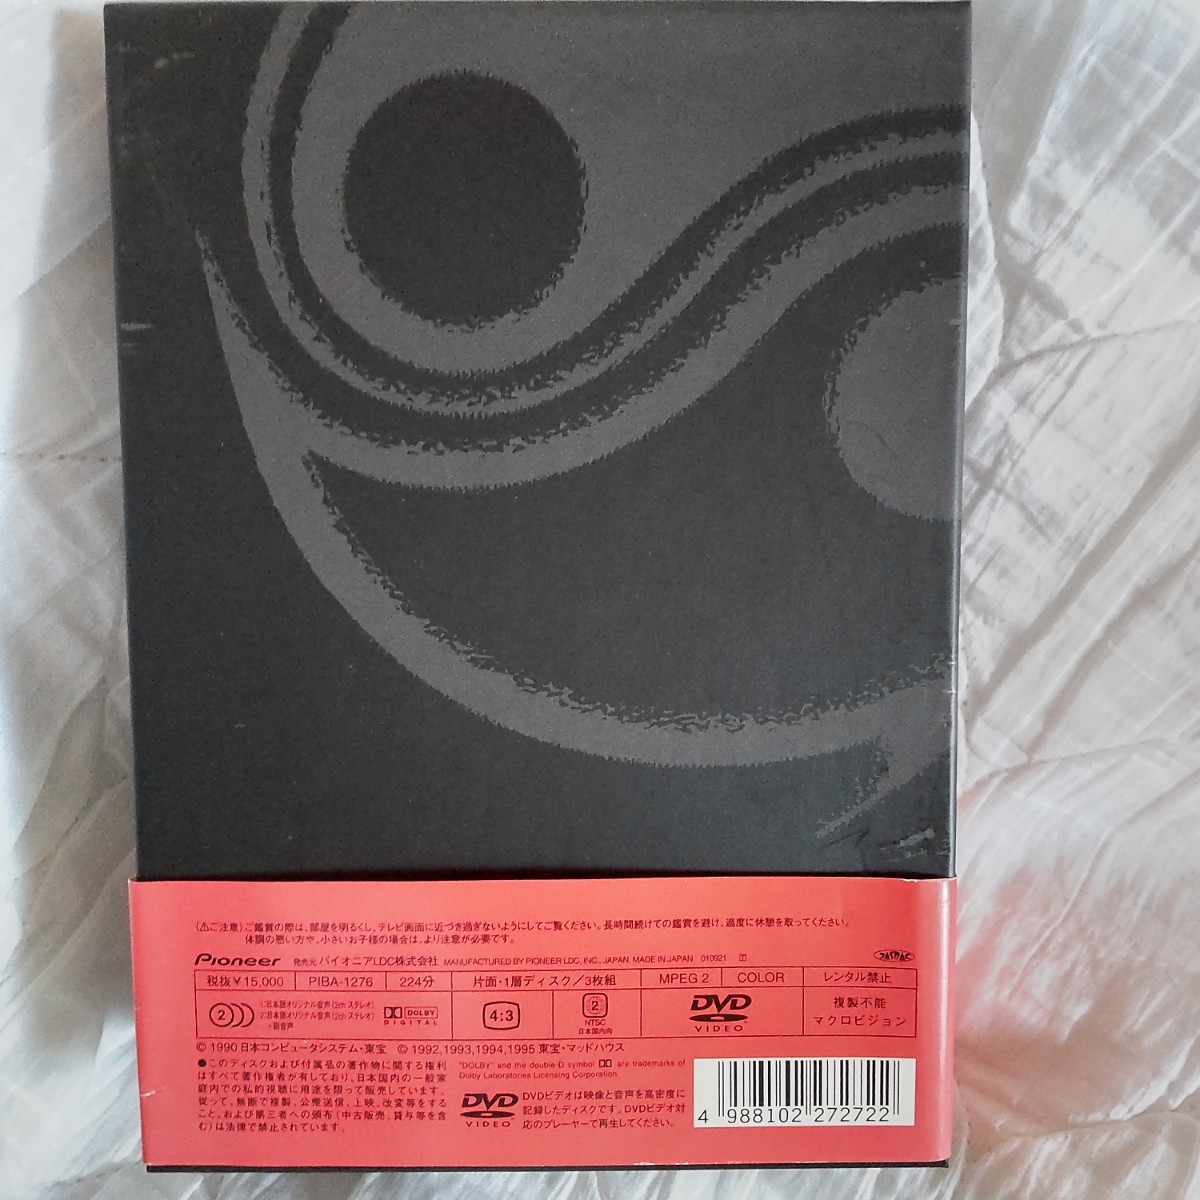 (⚠ご注意) ご鑑賞の際は、部屋を明るくし、テレビ画面に近づき過ぎないようにしてご覧ください。長時間続けての鑑賞を避け、適度に休憩を取ってください。
体調の悪い方や、小さいお子様の場合は、より注意が必要です。
Pioneer 発売元 パイオニアLDC株式会社 MANUFACTURED BY PIONEER LDC, INC., JAPAN MADE IN JAPAN 010921 JASRAC
税抜¥15,000 PIBA-1276 224分 片面・1層ディスク/3枚組 MPEG 2 COLOR レンタル禁止
2 1:日本語オリジナル音声(2ch ステレオ)
2:日本語オリジナル音声(2ch ステレオ)
+副音声
DOLBY
DIGITAL
4:3
2
NTSC
日本国内向
DVD
VIDEO
複製不能
マクロビジョン
© 1990 日本コンピュータシステム・東宝 © 1992,1993,1994,1995 東宝・マッドハウス
●このディスクおよび付属品の著作物に関する権利
はすべて著作権者が有しており、日本国内の一般家
庭内での私的視聴に用途を限って販売しています。
従って、無断で複製、公衆送信、上映、改変等をする
こと、および第三者への頒布(中古販売、貸与等を含
む)は法律で禁止されています。
"DOLBY" and the double-D symbol are trademarks of
Dolby Laboratories Licensing Corporation.
DVD
VIDEO
DVDビデオは映像と音声を高密度に
記録したディスクです。DVDビデオ対
応のプレーヤーで再生してください。
4 988102 272722